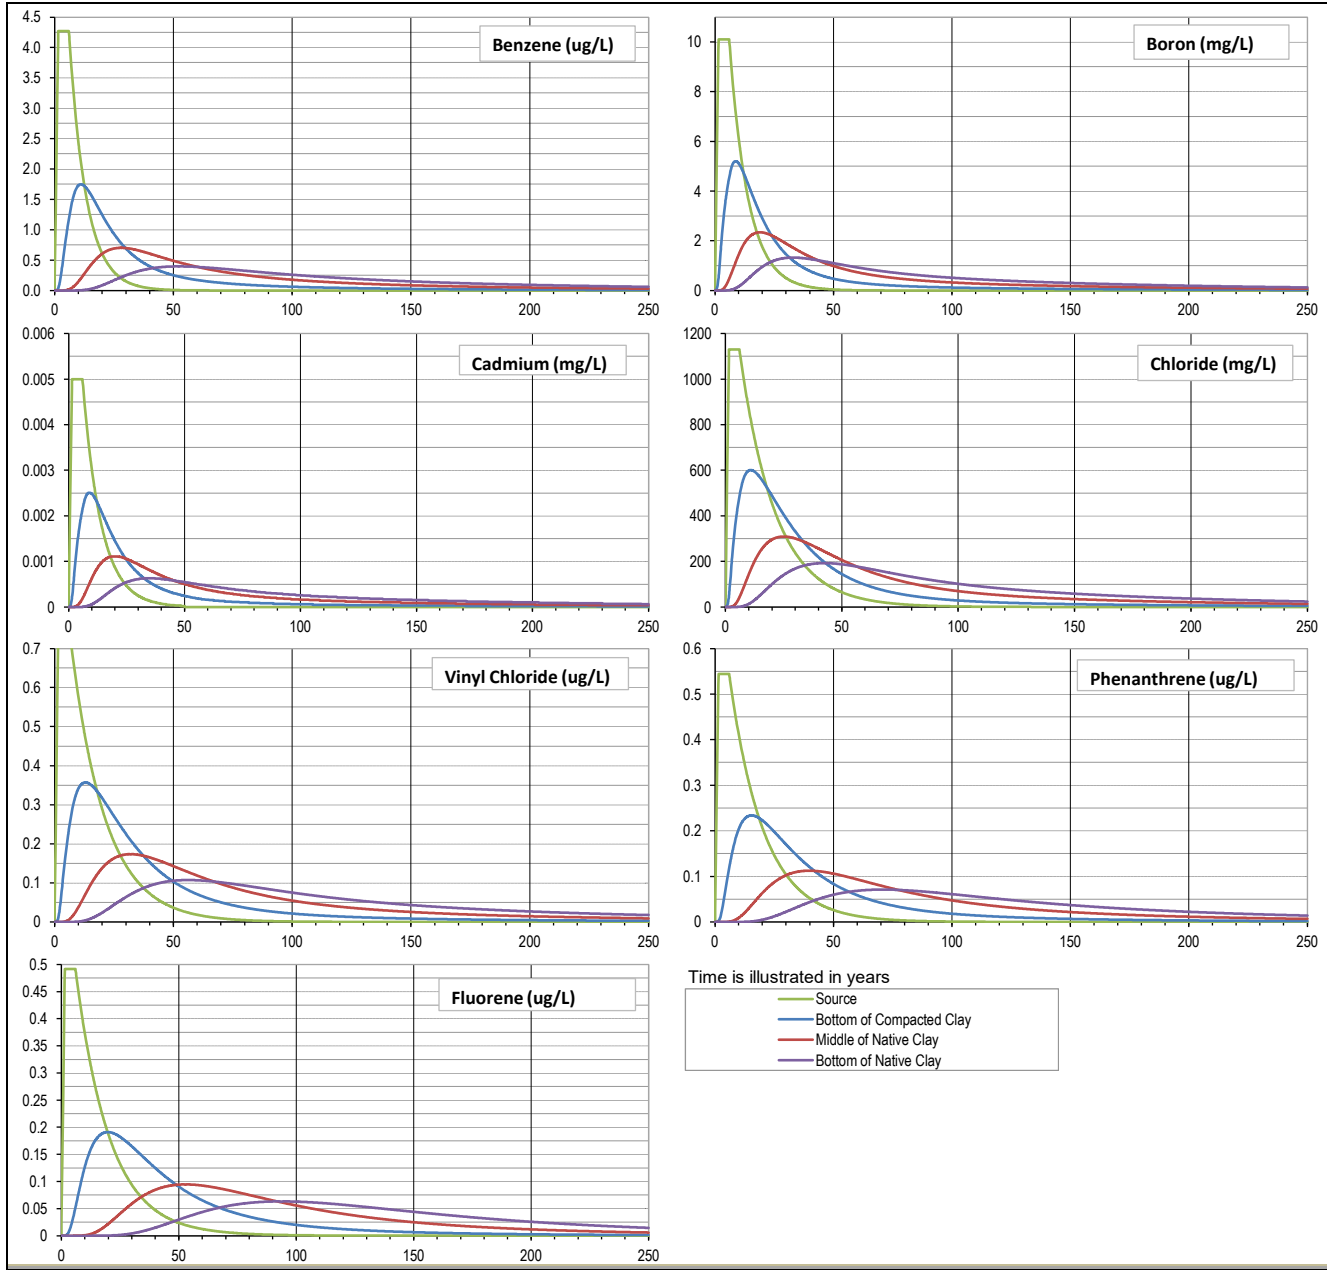 Benzene (ug/L)
4.5
4.0
3.5
3.0
2.5
2.0
1.5
1.0
0.5
0.0
0 50 100 150 200 250
Boron (mg/L)
10
8
6
4
2
0
0 50 100 150 200 250
Cadmium (mg/L)
0.006
0.005
0.004
0.003
0.002
0.001
0
0 50 100 150 200 250
Chloride (mg/L)
1200
1000
800
600
400
200
0
0 50 100 150 200 250
Vinyl Chloride (ug/L)
0.7
0.6
0.5
0.4
0.3
0.2
0.1
0
0 50 100 150 200 250
Phenanthrene (ug/L)
0.6
0.5
0.4
0.3
0.2
0.1
0
0 50 100 150 200 250
Fluorene (ug/L)
0.5
0.45
0.4
0.35
0.3
0.25
0.2
0.15
0.1
0.05
0
0 50 100 150 200 250
Time is illustrated in years
Source
Bottom of Compacted Clay
Middle of Native Clay
Bottom of Native Clay